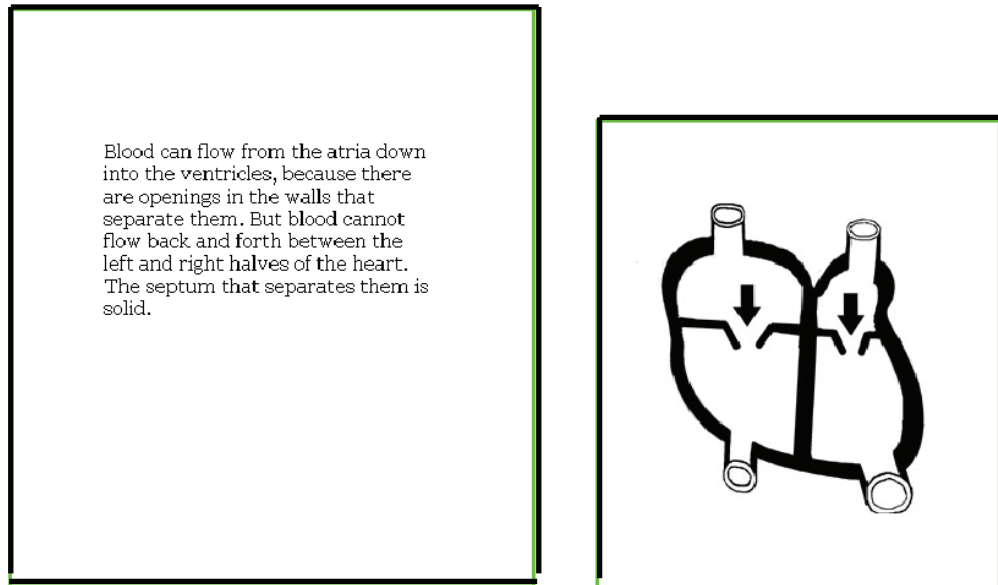 Blood can flow from the atria down
into the ventricles, because there
are openings in the walls that
separate them. But blood cannot
flow back and forth between the
left and right halves of the heart.
The septum that separates them is
solid.